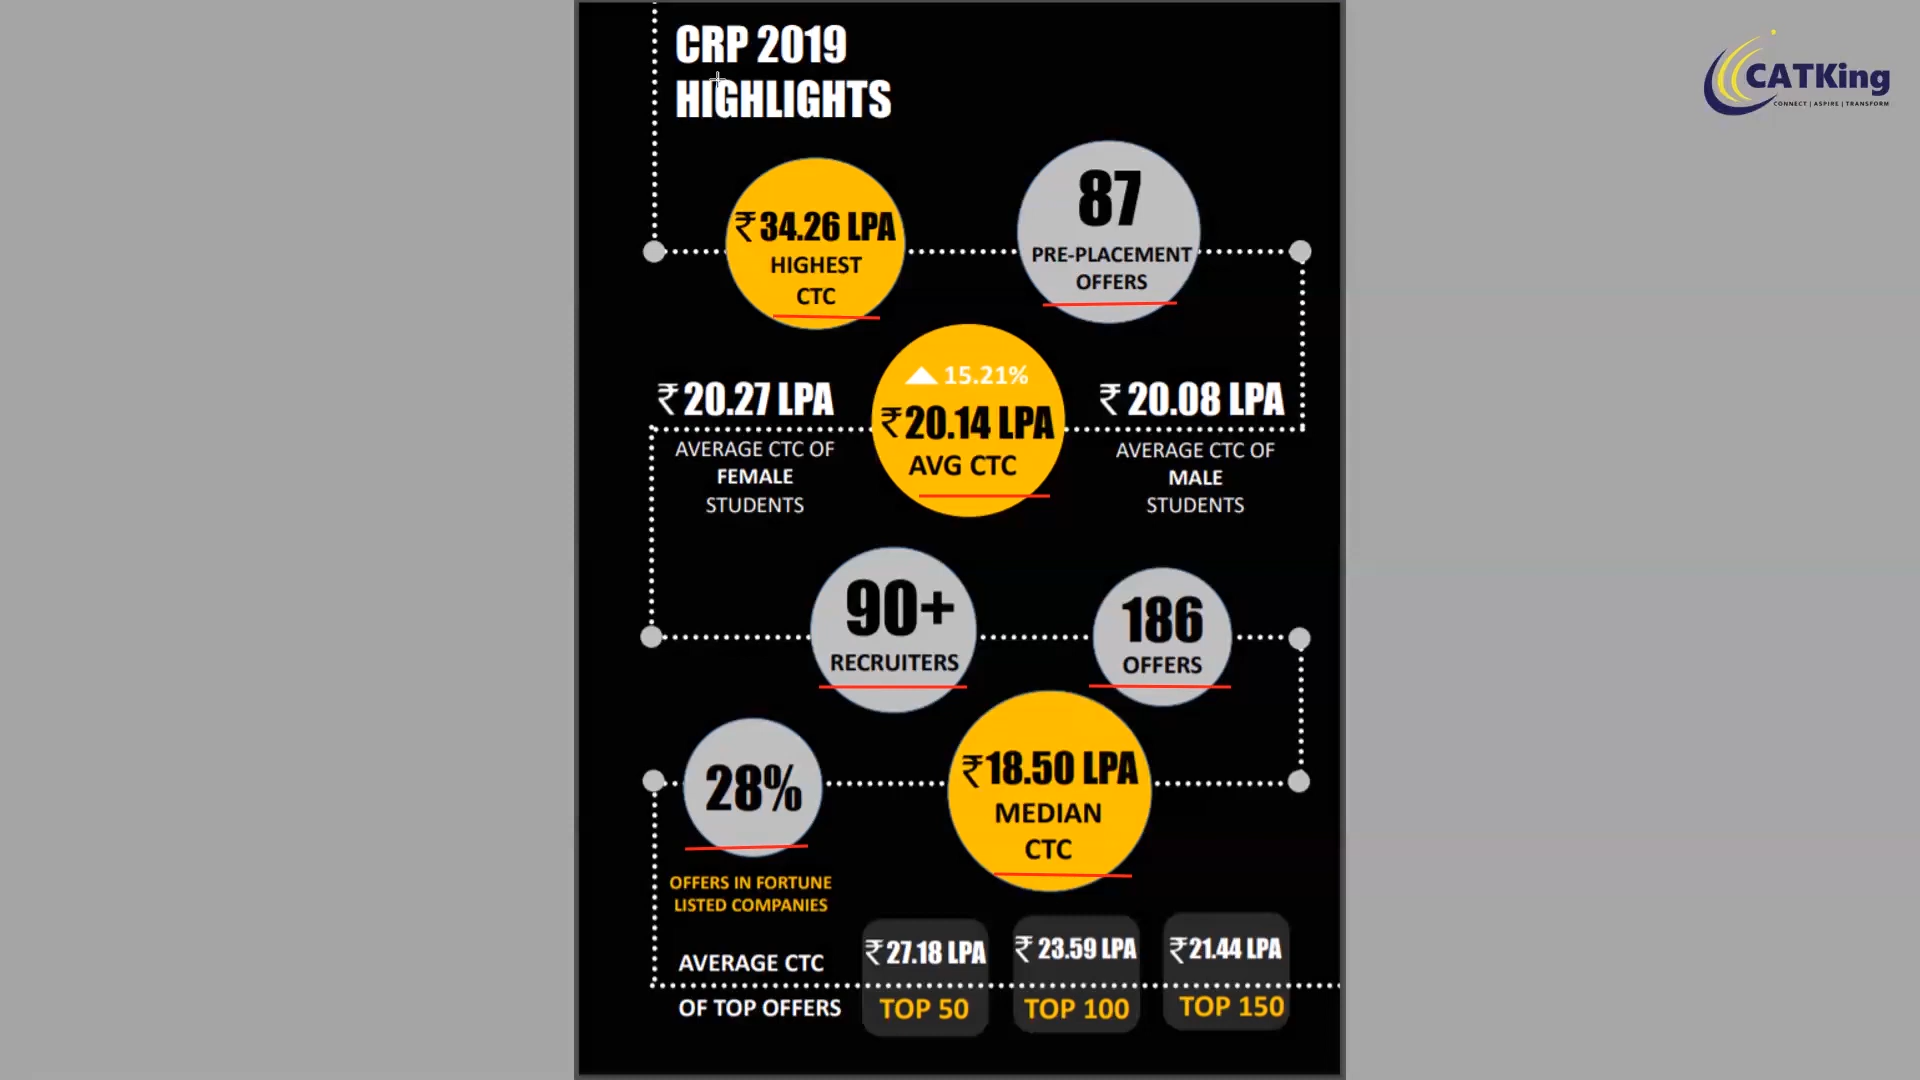 CRP 2019
HIGHLIGHTS
CATKing
CONNECT | ASPIRE | TRANSFORM
₹34.26 LPA
HIGHEST
CTC
87
PRE-PLACEMENT
OFFERS
₹20.27 LPA
AVERAGE CTC OF
FEMALE
STUDENTS
15.21%
₹20.14 LPA
AVG CTC
₹ 20.08 LPA
AVERAGE CTC OF
MALE
STUDENTS
90+
RECRUITERS
186
OFFERS
28%
OFFERS IN FORTUNE
LISTED COMPANIES
₹18.50 LPA
MEDIAN
CTC
AVERAGE CTC
OF TOP OFFERS
₹27.18 LPA
TOP 50
₹ 23.59 LPA
TOP 100
₹21.44 LPA
TOP 150